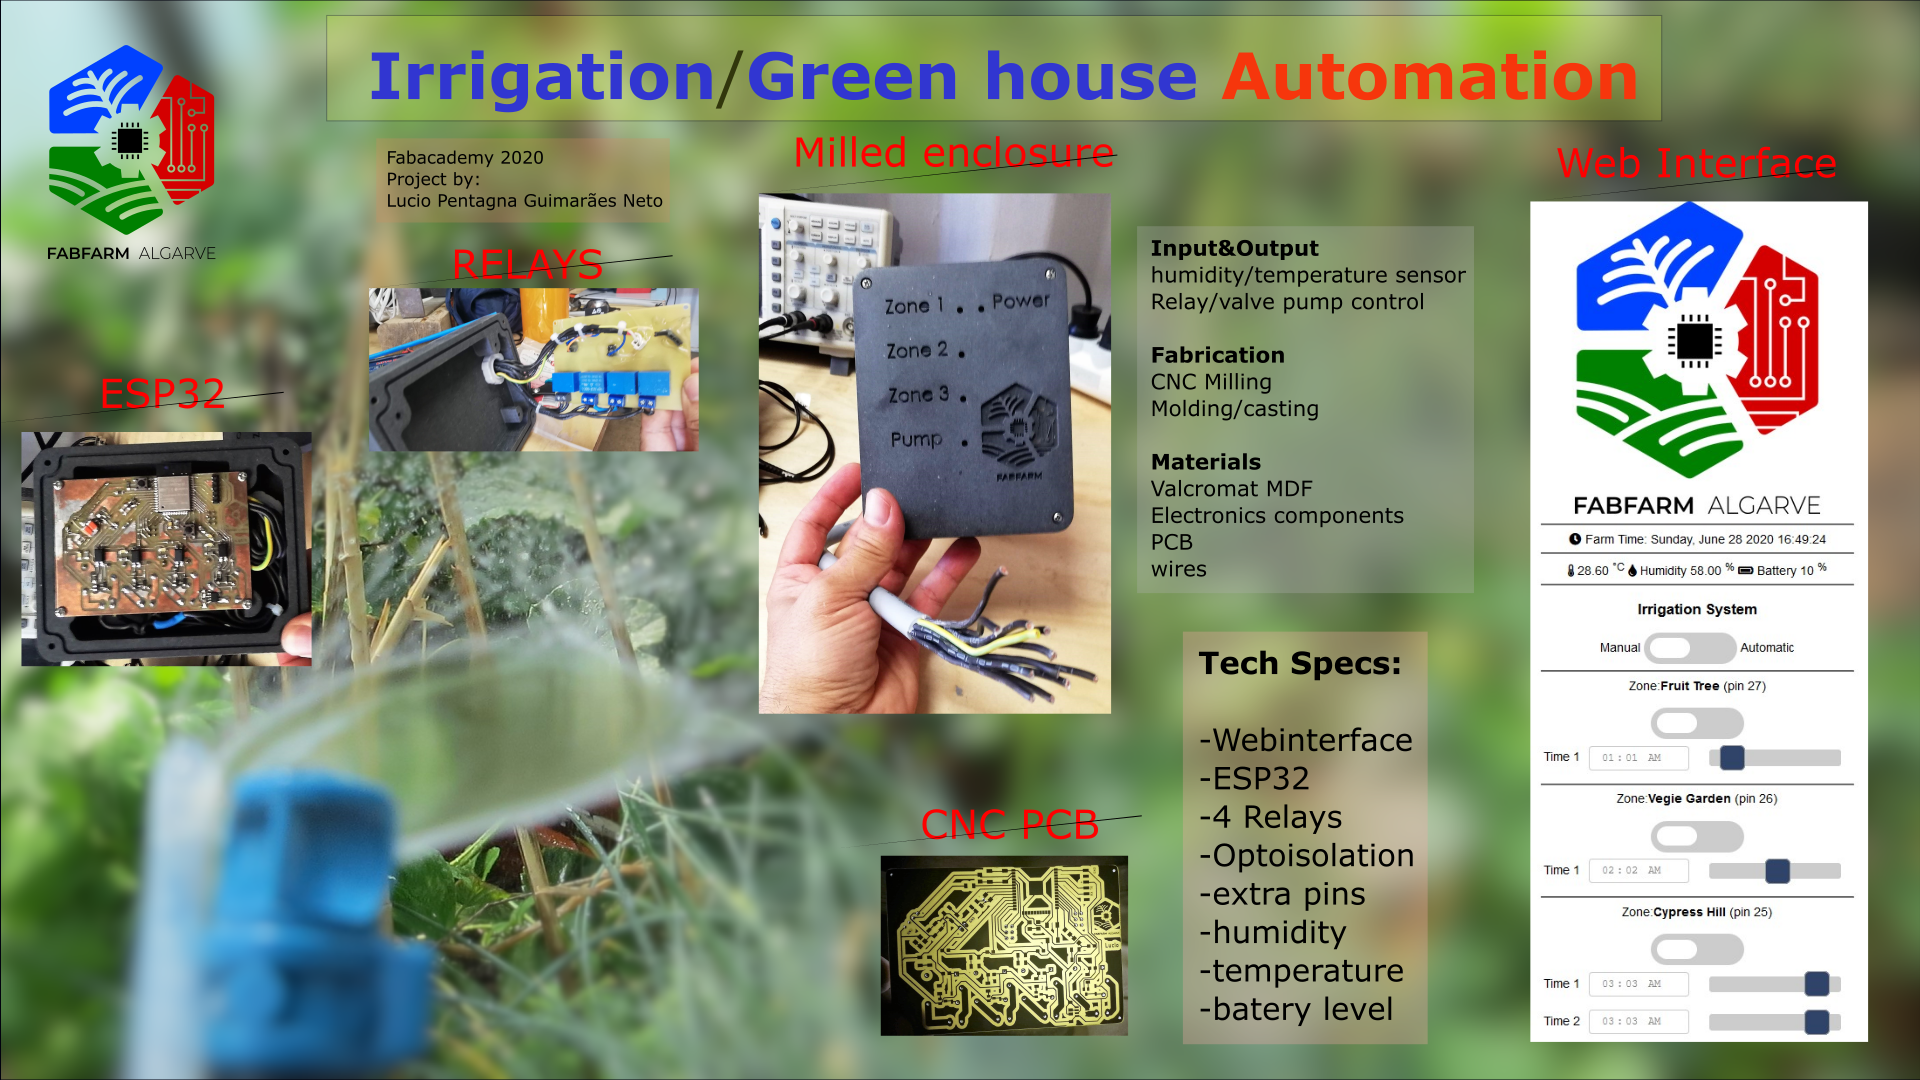 Irrigation/Green house Automation
FABFARM ALGARVE
Fabacademy 2020
Project by:
Lucio Pentagna Guimarães Neto
RELAYS
ESP32
Milled enclosure
Zone 1
Power
Zone 2
Zone 3
Pump
FABFARM
Input&Output
humidity/temperature sensor
Relay/valve pump control
Fabrication
CNC Milling
Molding/casting
Materials
Valcromat MDF
Electronics components
PCB
wires
Tech Specs:
-Webinterface
-ESP32
-4 Relays
-Optoisolation
-extra pins
-humidity
-temperature
-batery level
CNC PCB
Lucio
Web Interface
FABFARM ALGARVE
Farm Time: Sunday, June 28 2020 16:49:24
28.60 °C Humidity 58.00 % Battery 10 %
Irrigation System
Manual Automatic
Zone:Fruit Tree (pin 27)
Time 1 01:01 AM
Zone:Vegie Garden (pin 26)
Time 1 02:02 AM
Zone:Cypress Hill (pin 25)
Time 1 03:03 AM
Time 2 03:03 AM